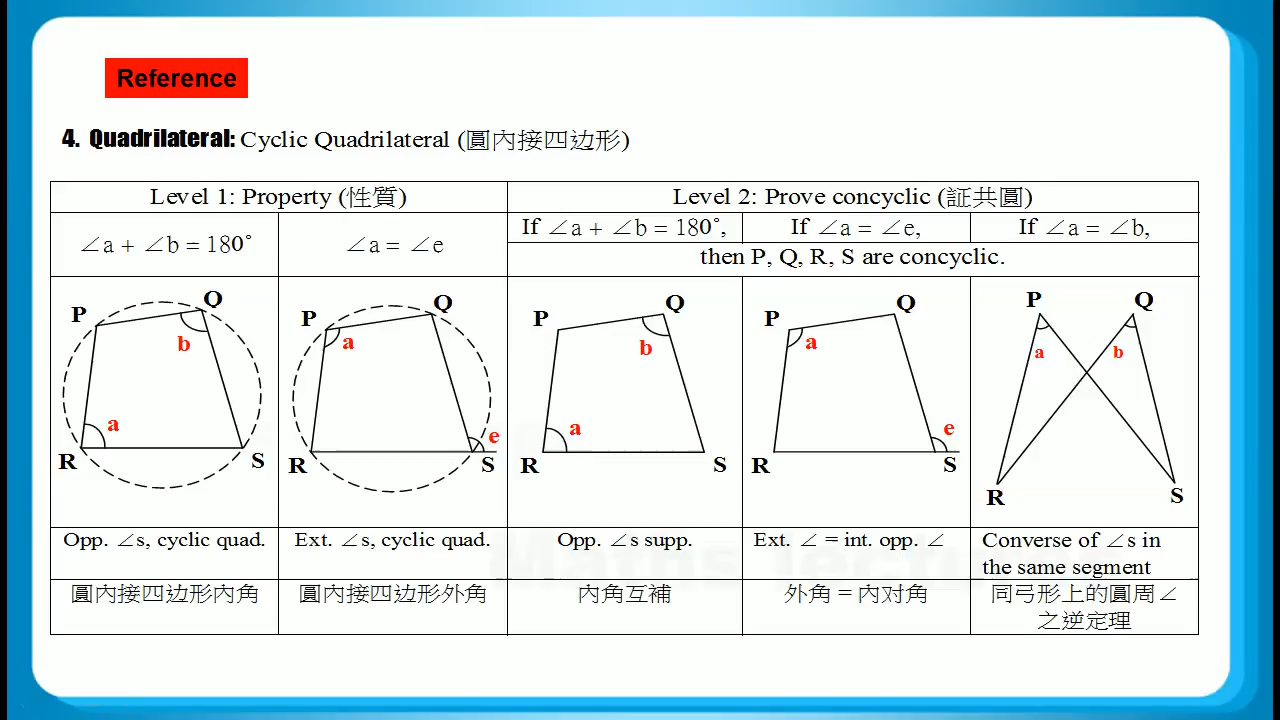 Reference
4. Quadrilateral: Cyclic Quadrilateral (圓內接四边形)
Level 1: Property (性質)
Level 2: Prove concyclic (証共圓)
∠a + ∠b = 180°
∠a = ∠e
If ∠a + ∠b = 180°,
If ∠a = ∠e,
If ∠a = ∠b,
then P, Q, R, S are concyclic.
P
Q
b
a
R
S
P
Q
a
e
R
S
P
Q
b
a
R
S
P
Q
a
e
R
S
P
Q
a
b
R
S
Opp. ∠s, cyclic quad.
Ext. ∠s, cyclic quad.
Opp. ∠s supp.
Ext. ∠ = int. opp. ∠
Converse of ∠s in
the same segment
圓內接四边形內角
圓內接四边形外角
內角互補
外角 = 內对角
同弓形上的圓周∠
之逆定理